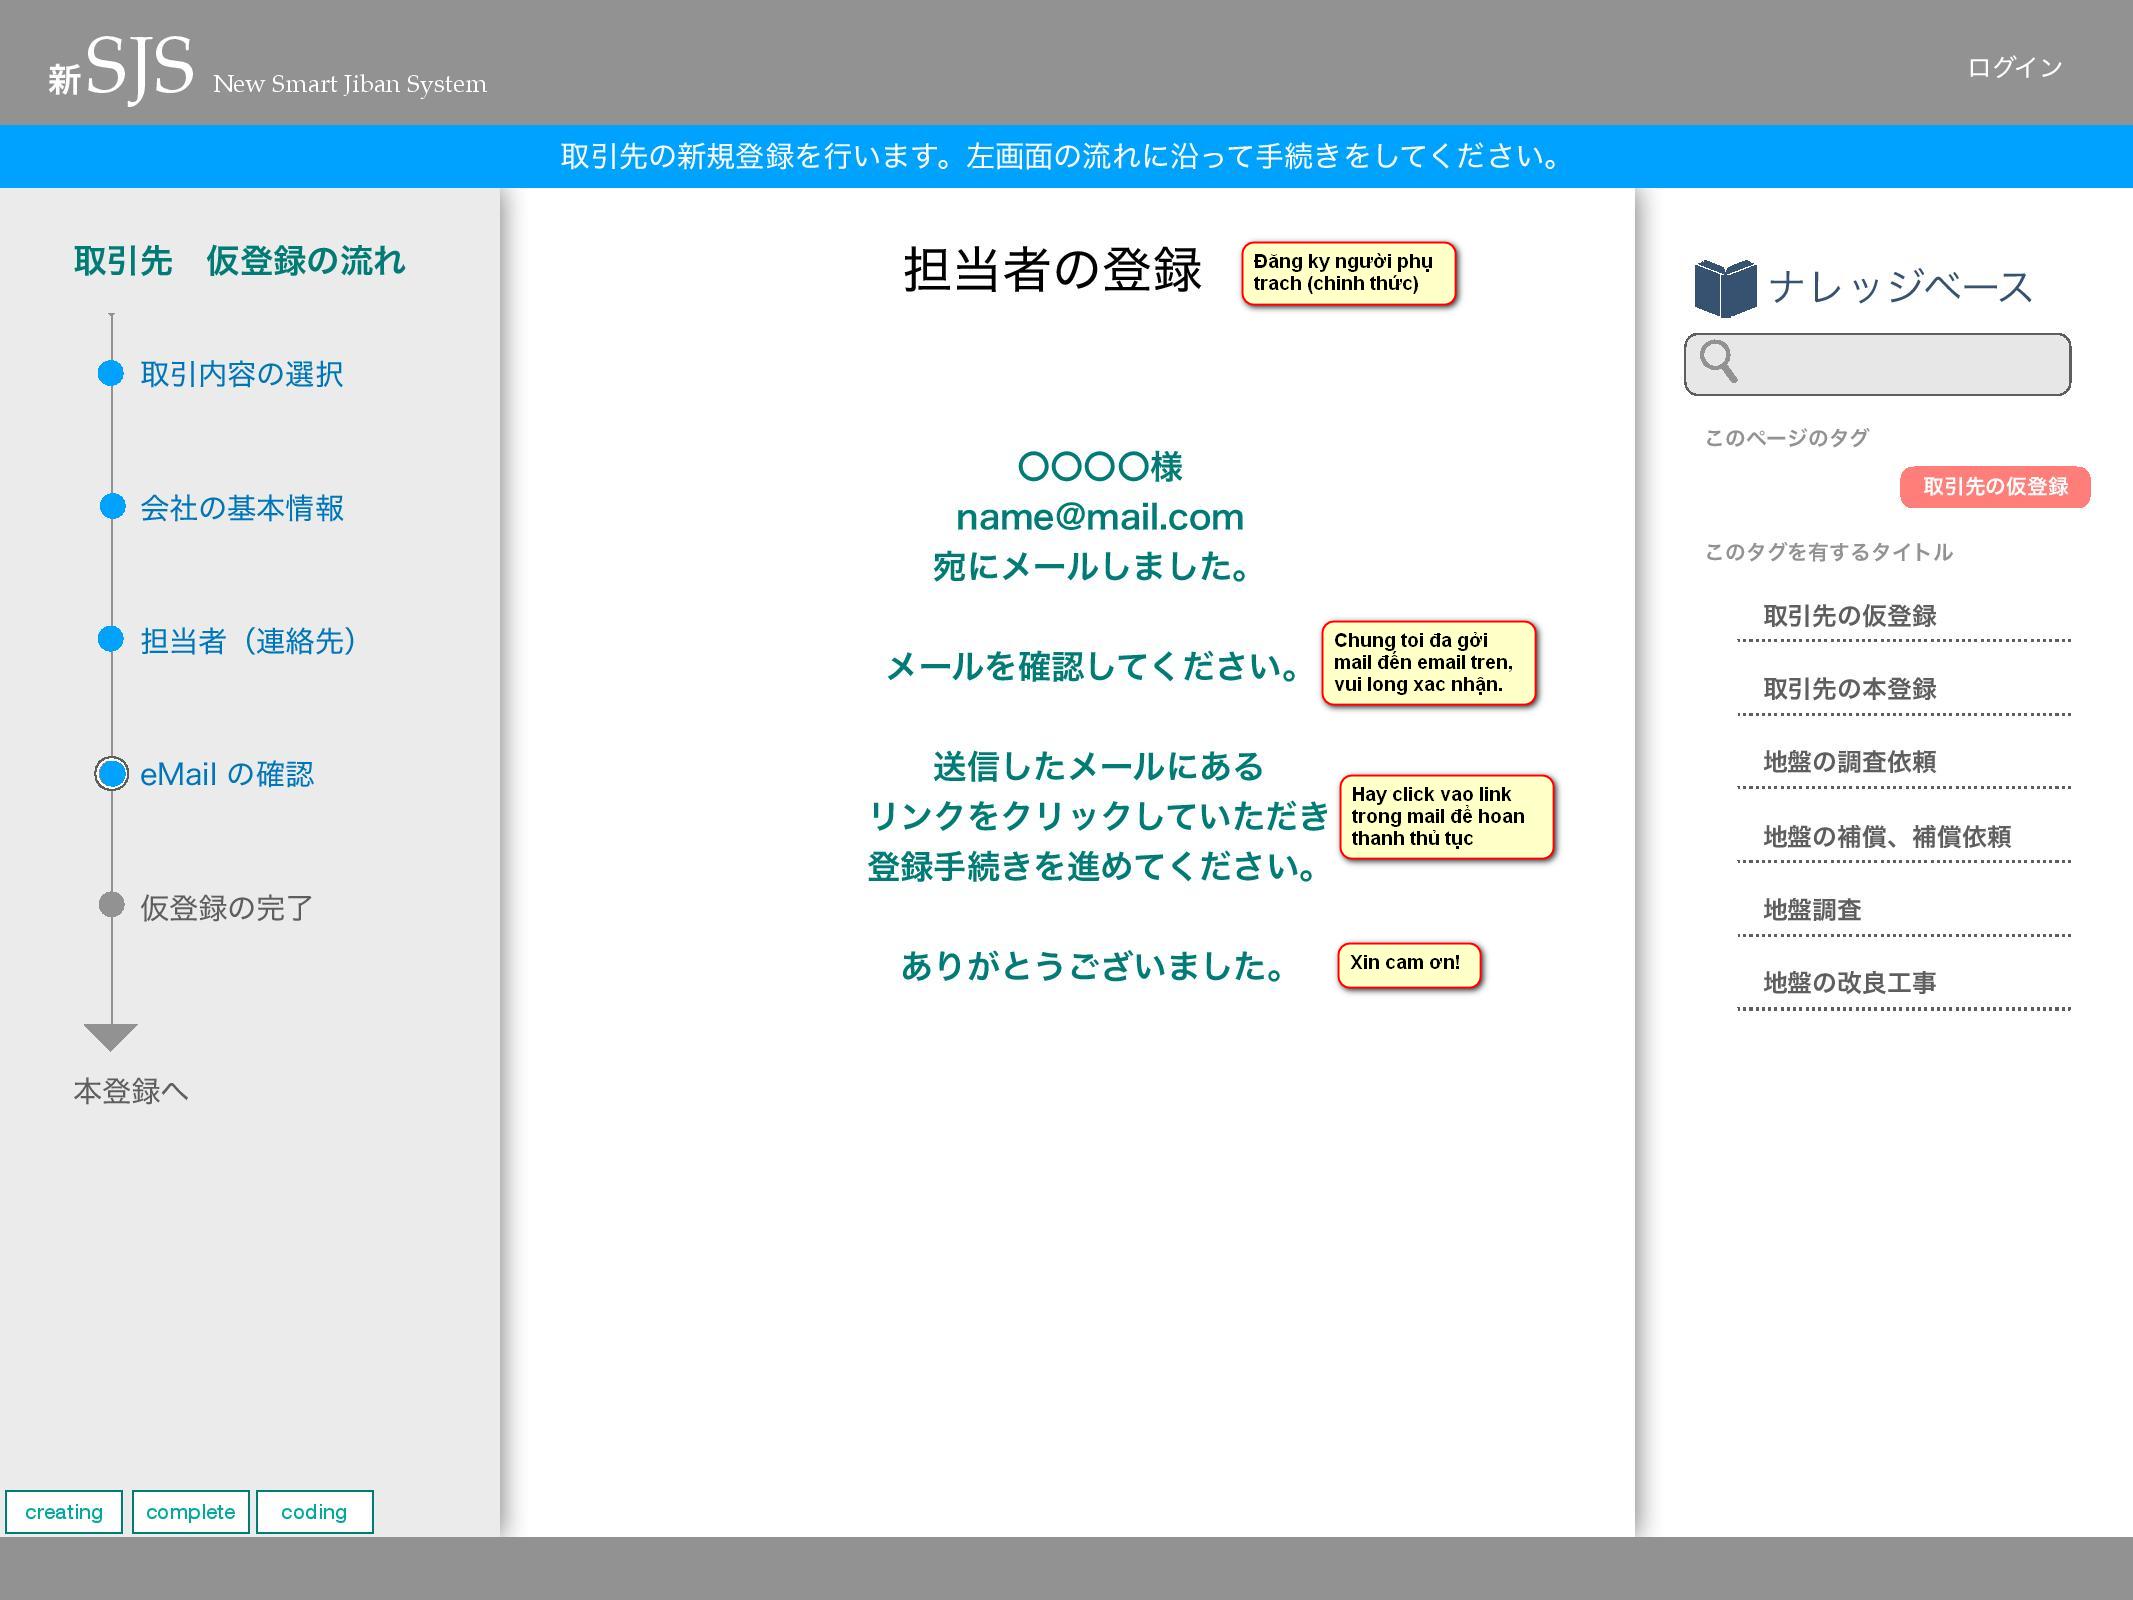 新SJS New Smart Jiban System
ログイン
取引先の新規登録を行います。左画面の流れに沿って手続きをしてください。
取引先　仮登録の流れ
取引内容の選択
会社の基本情報
担当者（連絡先）
eMail の確認
仮登録の完了
本登録へ
creating
complete
coding
担当者の登録
Đăng ky người phụ
trach (chinh thức)
〇〇〇〇様
name@mail.com
宛にメールしました。
メールを確認してください。
Chung toi đa gởi
mail đến email tren,
vui long xac nhận.
送信したメールにある
リンクをクリックしていただき
登録手続きを進めてください。
Hay click vao link
trong mail để hoan
thanh thủ tục
ありがとうございました。
Xin cam ơn!
ナレッジベース
このページのタグ
取引先の仮登録
このタグを有するタイトル
取引先の仮登録
取引先の本登録
地盤の調査依頼
地盤の補償、補償依頼
地盤調査
地盤の改良工事